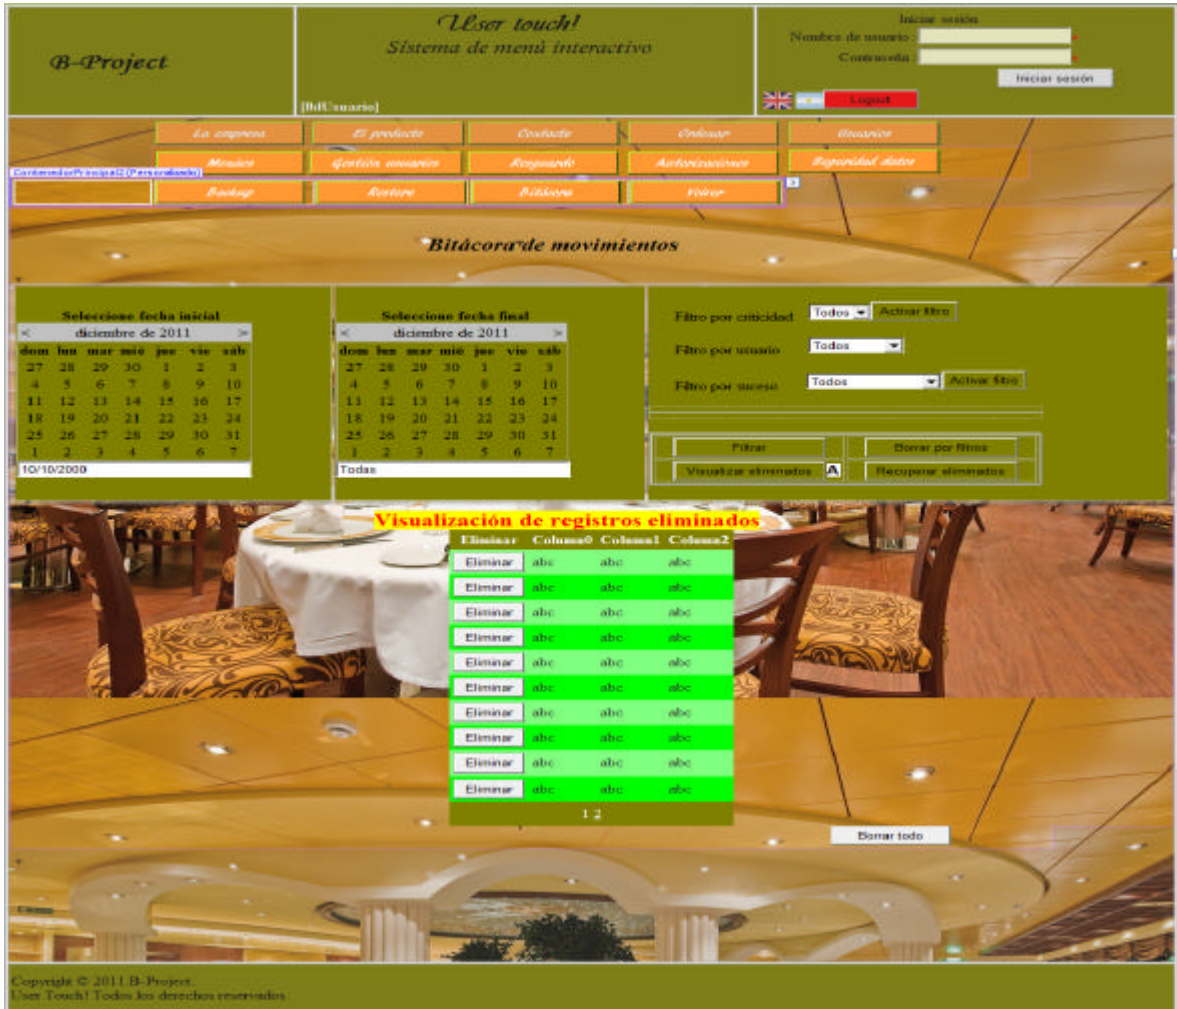 B-Project
User touch!
Sistema de menú interactivo
[lblUsuario]
Iniciar sesión
Nombre de usuario :
Contraseña :
Iniciar sesión
Logout
La empresa El producto Contacto Ordenar Usuarios
Menúes Gestión usuarios Resguardo Autorizaciones Seguridad datos
ContenedorPrincipal2 (Personalizado)
Backup Restore Bitácora Volver
Bitácora de movimientos
Seleccione fecha inicial
< diciembre de 2011 >
dom lun mar mié jue vie sáb
27 28 29 30 1 2 3
4 5 6 7 8 9 10
11 12 13 14 15 16 17
18 19 20 21 22 23 24
25 26 27 28 29 30 31
1 2 3 4 5 6 7
10/10/2000
Seleccione fecha final
< diciembre de 2011 >
dom lun mar mié jue vie sáb
27 28 29 30 1 2 3
4 5 6 7 8 9 10
11 12 13 14 15 16 17
18 19 20 21 22 23 24
25 26 27 28 29 30 31
1 2 3 4 5 6 7
Todas
Filtro por criticidad Todos Activar filtro
Filtro por usuario Todos
Filtro por suceso Todos Activar filtro
Filtrar Borrar por filtros
Visualizar eliminados A Recuperar eliminados
Visualización de registros eliminados
Eliminar Column0 Column1 Column2
Eliminar abc abc abc
Eliminar abc abc abc
Eliminar abc abc abc
Eliminar abc abc abc
Eliminar abc abc abc
Eliminar abc abc abc
Eliminar abc abc abc
Eliminar abc abc abc
Eliminar abc abc abc
Eliminar abc abc abc
1 2
Borrar todo
Copyright © 2011 B-Project.
User Touch! Todos los derechos reservados.